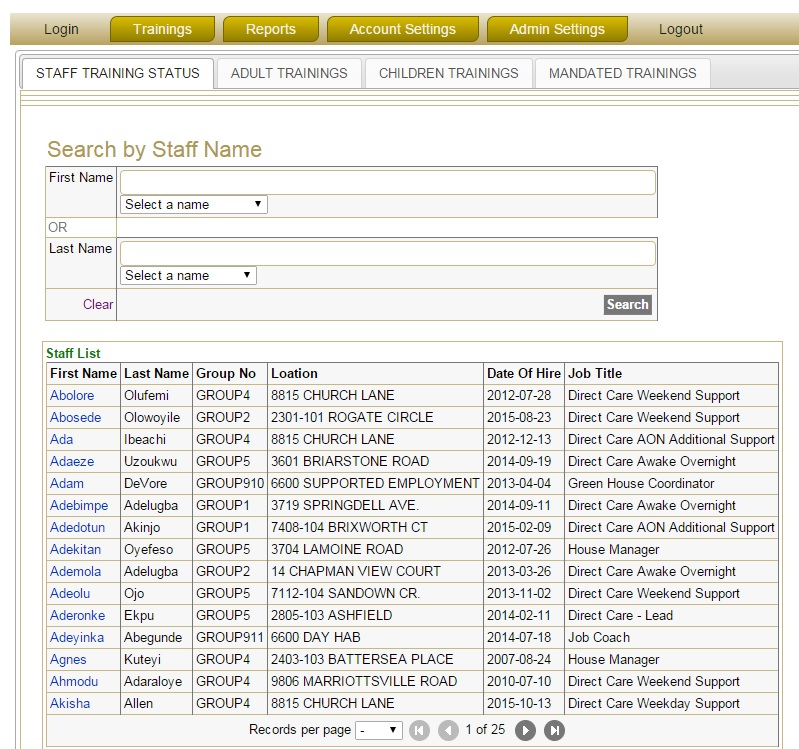 Login Trainings Reports Account Settings Admin Settings Logout
STAFF TRAINING STATUS ADULT TRAININGS CHILDREN TRAININGS MANDATED TRAININGS
Search by Staff Name
First Name
Select a name
OR
Last Name
Select a name
Clear Search
Staff List
First Name Last Name Group No Loation Date Of Hire Job Title
Abolore Olufemi GROUP4 8815 CHURCH LANE 2012-07-28 Direct Care Weekend Support
Abosede Olowoyile GROUP2 2301-101 ROGATE CIRCLE 2015-08-23 Direct Care Weekend Support
Ada Ibeachi GROUP4 8815 CHURCH LANE 2012-12-13 Direct Care AON Additional Support
Adaeze Uzoukwu GROUP5 3601 BRIARSTONE ROAD 2014-09-19 Direct Care Awake Overnight
Adam DeVore GROUP910 6600 SUPPORTED EMPLOYMENT 2013-04-04 Green House Coordinator
Adebimpe Adelugba GROUP1 3719 SPRINGDELL AVE. 2014-09-11 Direct Care Awake Overnight
Adedotun Akinjo GROUP1 7408-104 BRIXWORTH CT 2015-02-09 Direct Care AON Additional Support
Adekitan Oyefeso GROUP5 3704 LAMOINE ROAD 2012-07-26 House Manager
Ademola Adelugba GROUP2 14 CHAPMAN VIEW COURT 2013-03-26 Direct Care Awake Overnight
Adeolu Ojo GROUP5 7112-104 SANDOWN CR. 2013-11-02 Direct Care Weekend Support
Aderonke Ekpu GROUP5 2805-103 ASHFIELD 2014-02-11 Direct Care - Lead
Adeyinka Abegunde GROUP911 6600 DAY HAB 2014-07-18 Job Coach
Agnes Kuteyi GROUP4 2403-103 BATTERSEA PLACE 2007-08-24 House Manager
Ahmodu Adaraloye GROUP4 9806 MARRIOTTSVILLE ROAD 2010-07-10 Direct Care Weekend Support
Akisha Allen GROUP4 8815 CHURCH LANE 2015-10-13 Direct Care Weekday Support
Records per page - 1 of 25